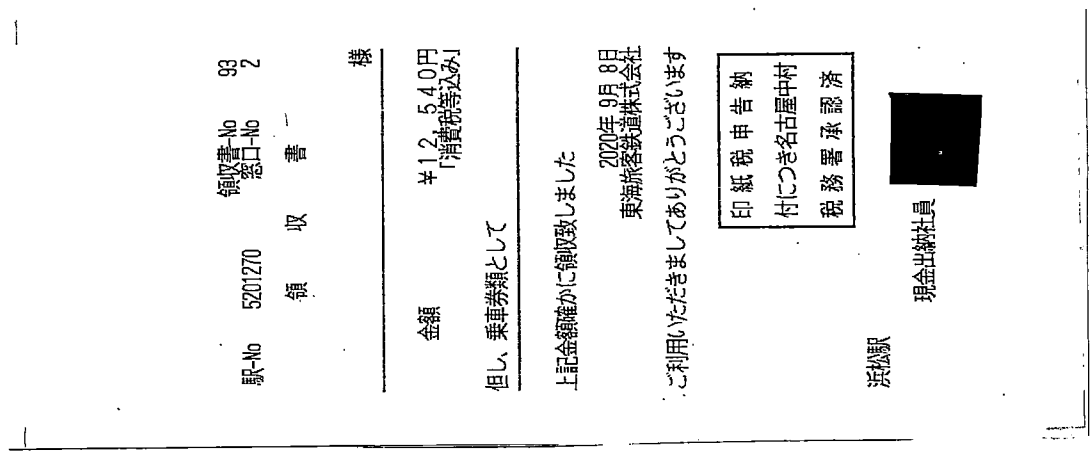 領収書-No 93
駅-No 5201270 窓口-No 2
領 収 書
様
金額 ￥12,540円
「消費税等込み」
但し、乗車券類として
上記金額確かに領収致しました
2020年 9月 8日
東海旅客鉄道株式会社
ご利用いただきましてありがとうございます
印紙税申告納
付につき名古屋中村
税務署承認済
浜松駅
現金出納社員